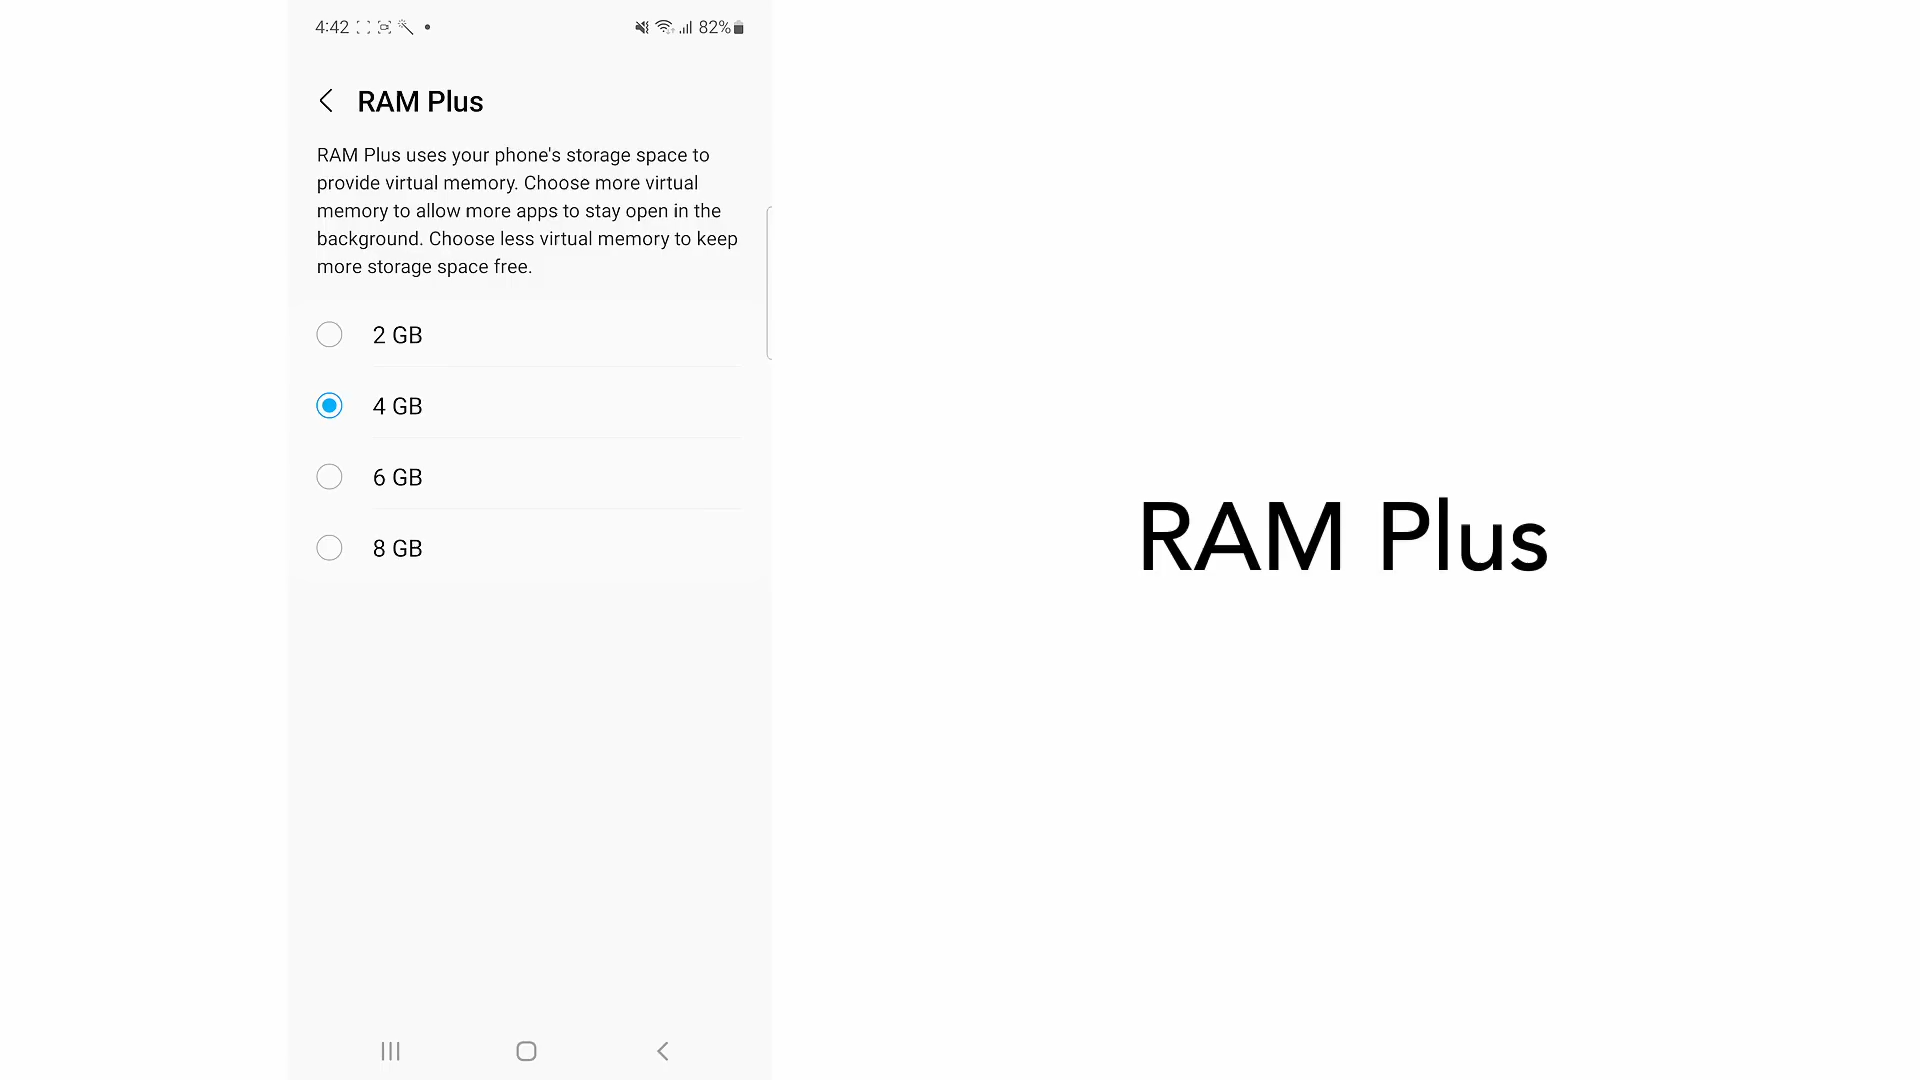 4:42
82%
RAM Plus
RAM Plus uses your phone's storage space to
provide virtual memory. Choose more virtual
memory to allow more apps to stay open in the
background. Choose less virtual memory to keep
more storage space free.
2 GB
4 GB
6 GB
8 GB
RAM Plus